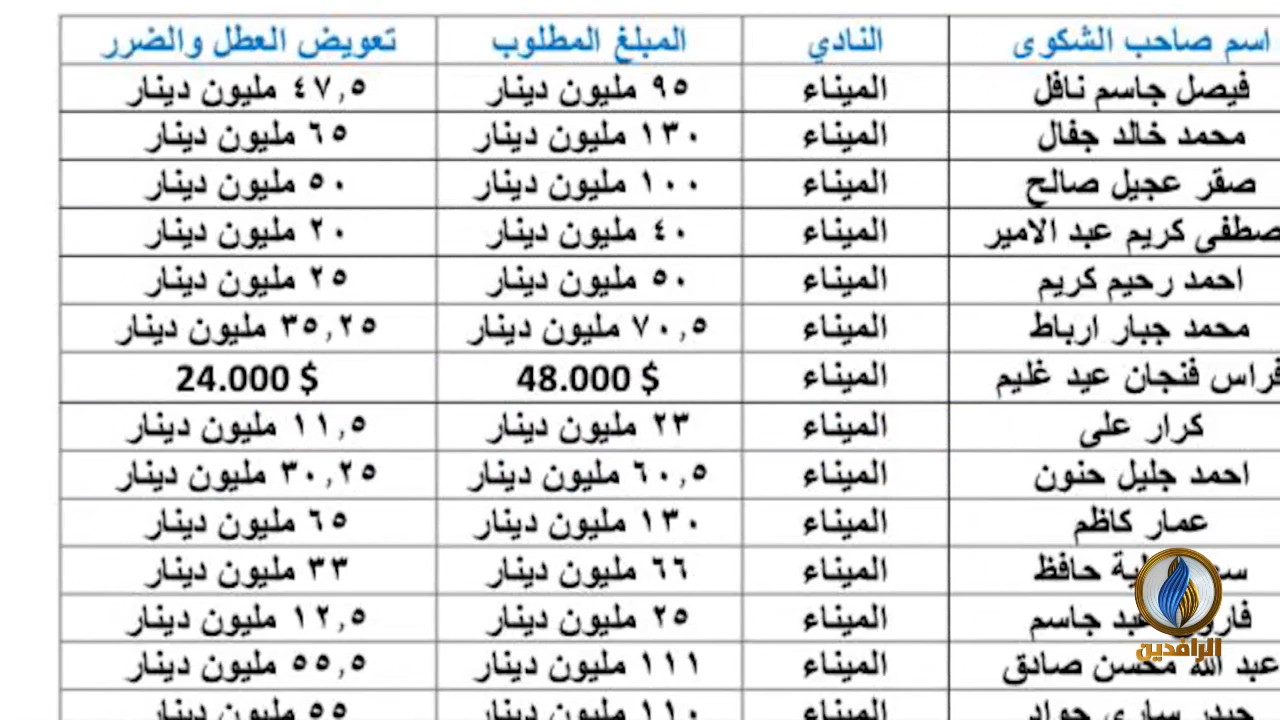 اسم صاحب الشكوى النادي المبلغ المطلوب تعويض العطل والضرر
فيصل جاسم نافل الميناء ٩٥ مليون دينار ٤٧,٥ مليون دينار
محمد خالد جفال الميناء ١٣٠ مليون دينار ٦٥ مليون دينار
صقر عجيل صالح الميناء ١٠٠ مليون دينار ٥٠ مليون دينار
صطفى كريم عبد الامير الميناء ٤٠ مليون دينار ٢٠ مليون دينار
احمد رحيم كريم الميناء ٥٠ مليون دينار ٢٥ مليون دينار
محمد جبار ارباط الميناء ٧٠,٥ مليون دينار ٣٥,٢٥ مليون دينار
فراس فنجان عيد غليم الميناء 48.000 $ 24.000 $
كرار على الميناء ٢٣ مليون دينار ١١,٥ مليون دينار
احمد جليل حنون الميناء ٦٠,٥ مليون دينار ٣٠,٢٥ مليون دينار
عمار كاظم الميناء ١٣٠ مليون دينار ٦٥ مليون دينار
حافظ الميناء ٦٦ مليون دينار ٣٣ مليون دينار
فاروق عبد جاسم الميناء ٢٥ مليون دينار ١٢,٥ مليون دينار
عبد الله محسن صادق الميناء ١١١ مليون دينار ٥٥,٥ مليون دينار
حيدر ساري جواد الميناء ١١٠ مليون دينار ٥٥ مليون دينار
الرافدين